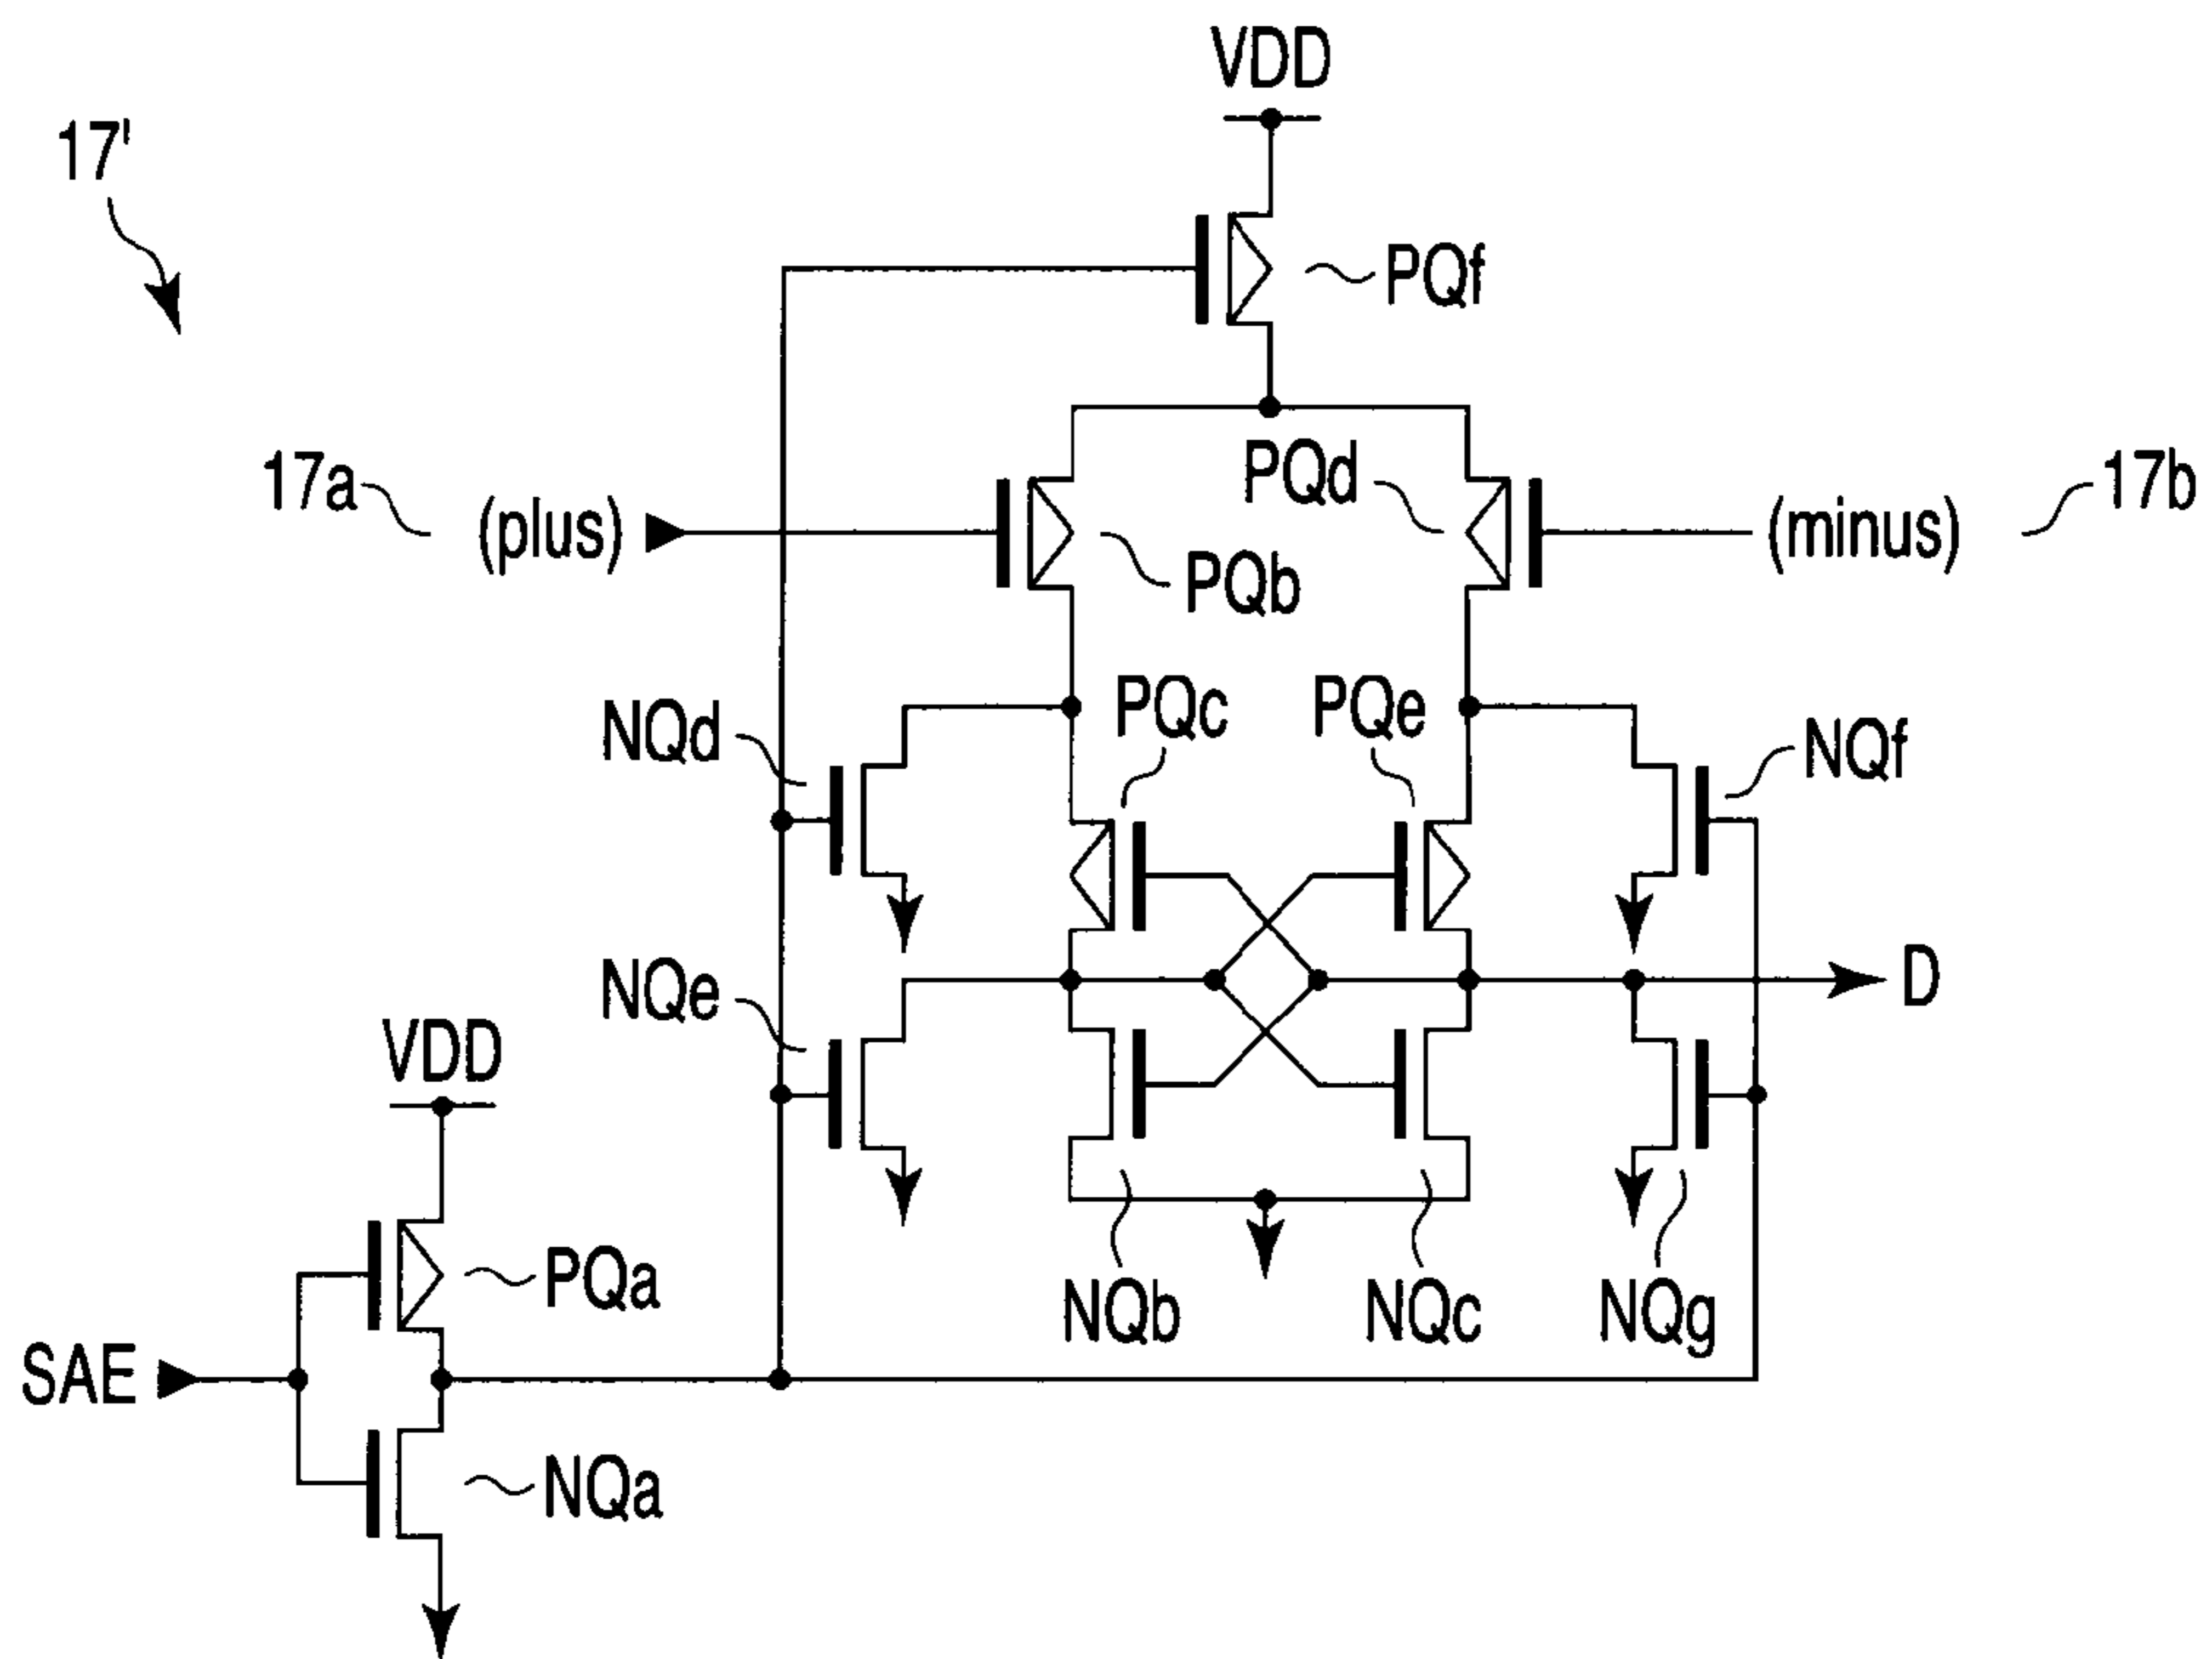 VDD
17'
PQf
17a
(plus)
PQd
(minus)
17b
PQb
NQd
PQc
PQe
NQf
NQe
D
VDD
PQa
NQb
NQc
NQg
SAE
NQa